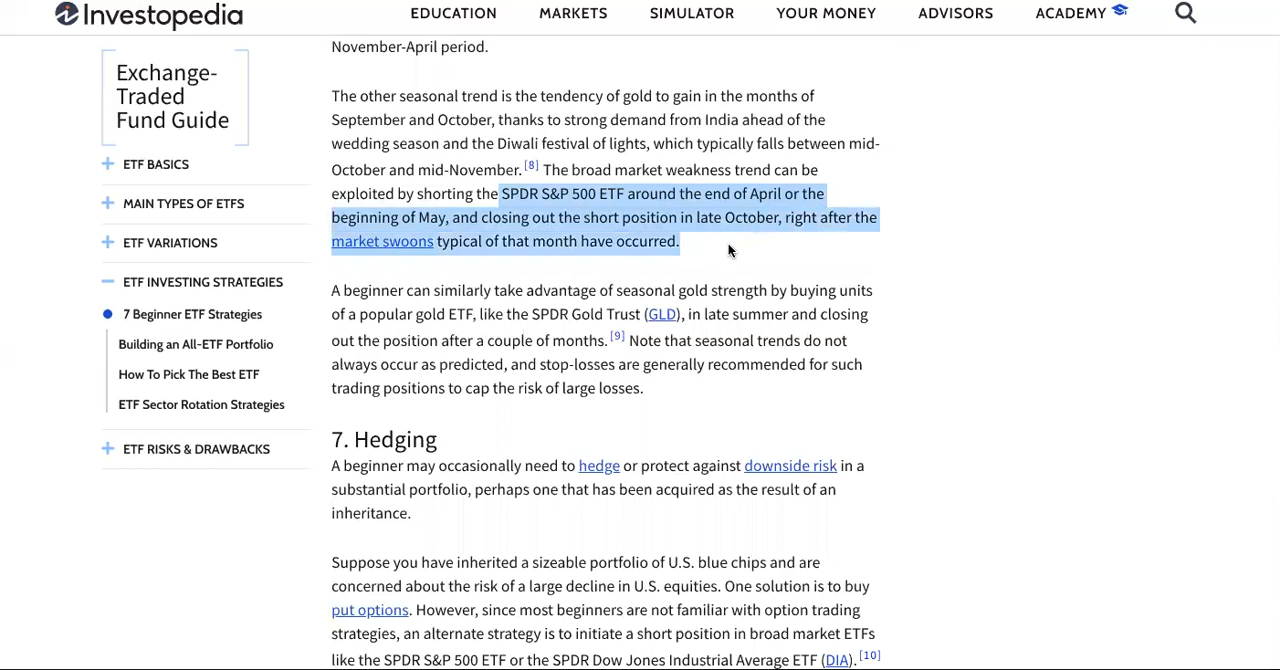 Investopedia
EDUCATION MARKETS SIMULATOR YOUR MONEY ADVISORS ACADEMY
Exchange-
Traded
Fund Guide
ETF BASICS
MAIN TYPES OF ETFS
ETF VARIATIONS
ETF INVESTING STRATEGIES
7 Beginner ETF Strategies
Building an All-ETF Portfolio
How To Pick The Best ETF
ETF Sector Rotation Strategies
ETF RISKS & DRAWBACKS
November-April period.
The other seasonal trend is the tendency of gold to gain in the months of
September and October, thanks to strong demand from India ahead of the
wedding season and the Diwali festival of lights, which typically falls between mid-
October and mid-November. [8] The broad market weakness trend can be
exploited by shorting the SPDR S&P 500 ETF around the end of April or the
beginning of May, and closing out the short position in late October, right after the
market swoons typical of that month have occurred.
A beginner can similarly take advantage of seasonal gold strength by buying units
of a popular gold ETF, like the SPDR Gold Trust (GLD), in late summer and closing
out the position after a couple of months. [9] Note that seasonal trends do not
always occur as predicted, and stop-losses are generally recommended for such
trading positions to cap the risk of large losses.
7. Hedging
A beginner may occasionally need to hedge or protect against downside risk in a
substantial portfolio, perhaps one that has been acquired as the result of an
inheritance.
Suppose you have inherited a sizeable portfolio of U.S. blue chips and are
concerned about the risk of a large decline in U.S. equities. One solution is to buy
put options. However, since most beginners are not familiar with option trading
strategies, an alternate strategy is to initiate a short position in broad market ETFs
like the SPDR S&P 500 ETF or the SPDR Dow Jones Industrial Average ETF (DIA). [10]